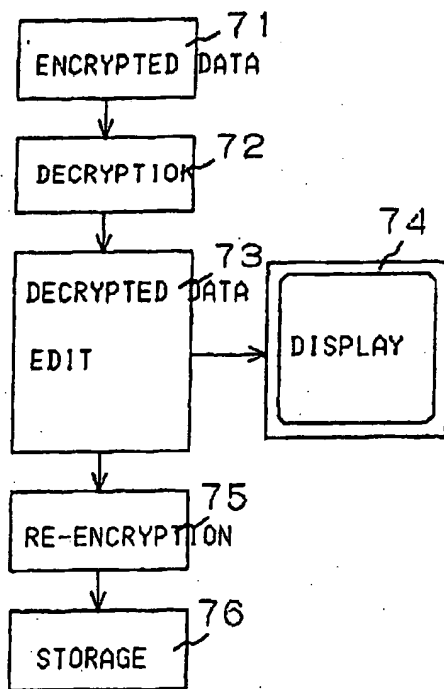 71
ENCRYPTED DATA
72
DECRYPTION
73
DECRYPTED DATA
EDIT
74
DISPLAY
75
RE-ENCRYPTION
76
STORAGE